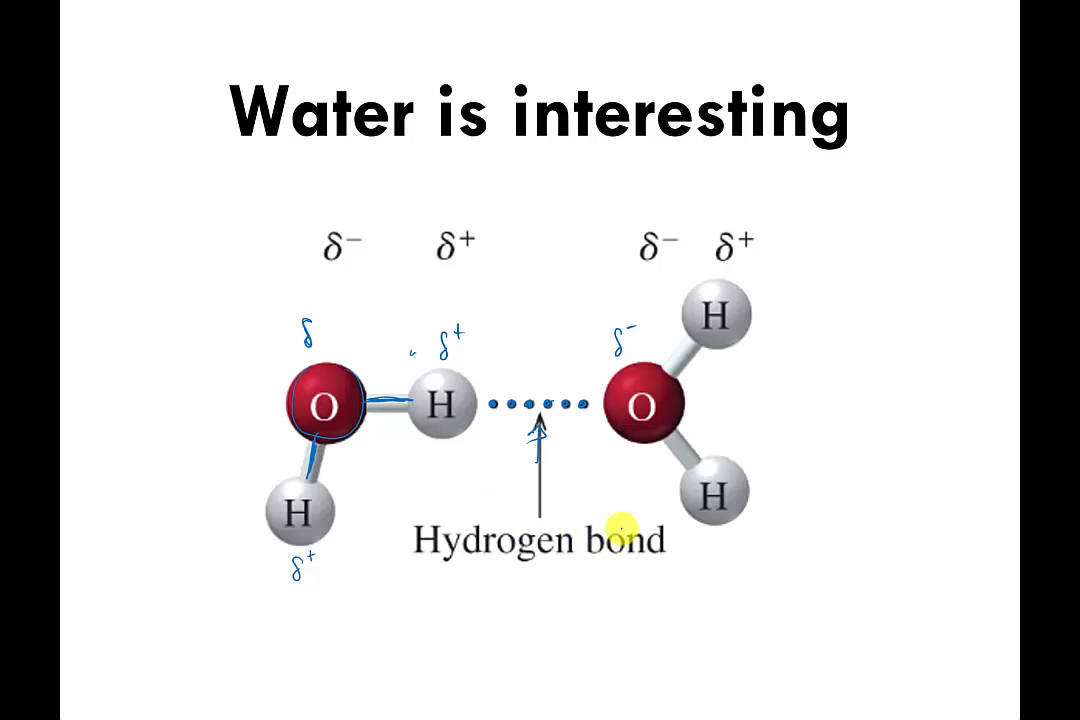 Water is interesting
δ− δ+ δ− δ+
H
δ δ+ δ−
O H O
H H
Hydrogen bond
δ+